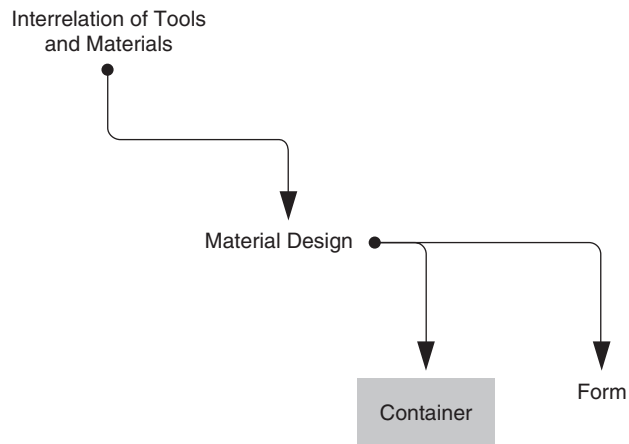 Interrelation of Tools
and Materials
Material Design
Form
Container